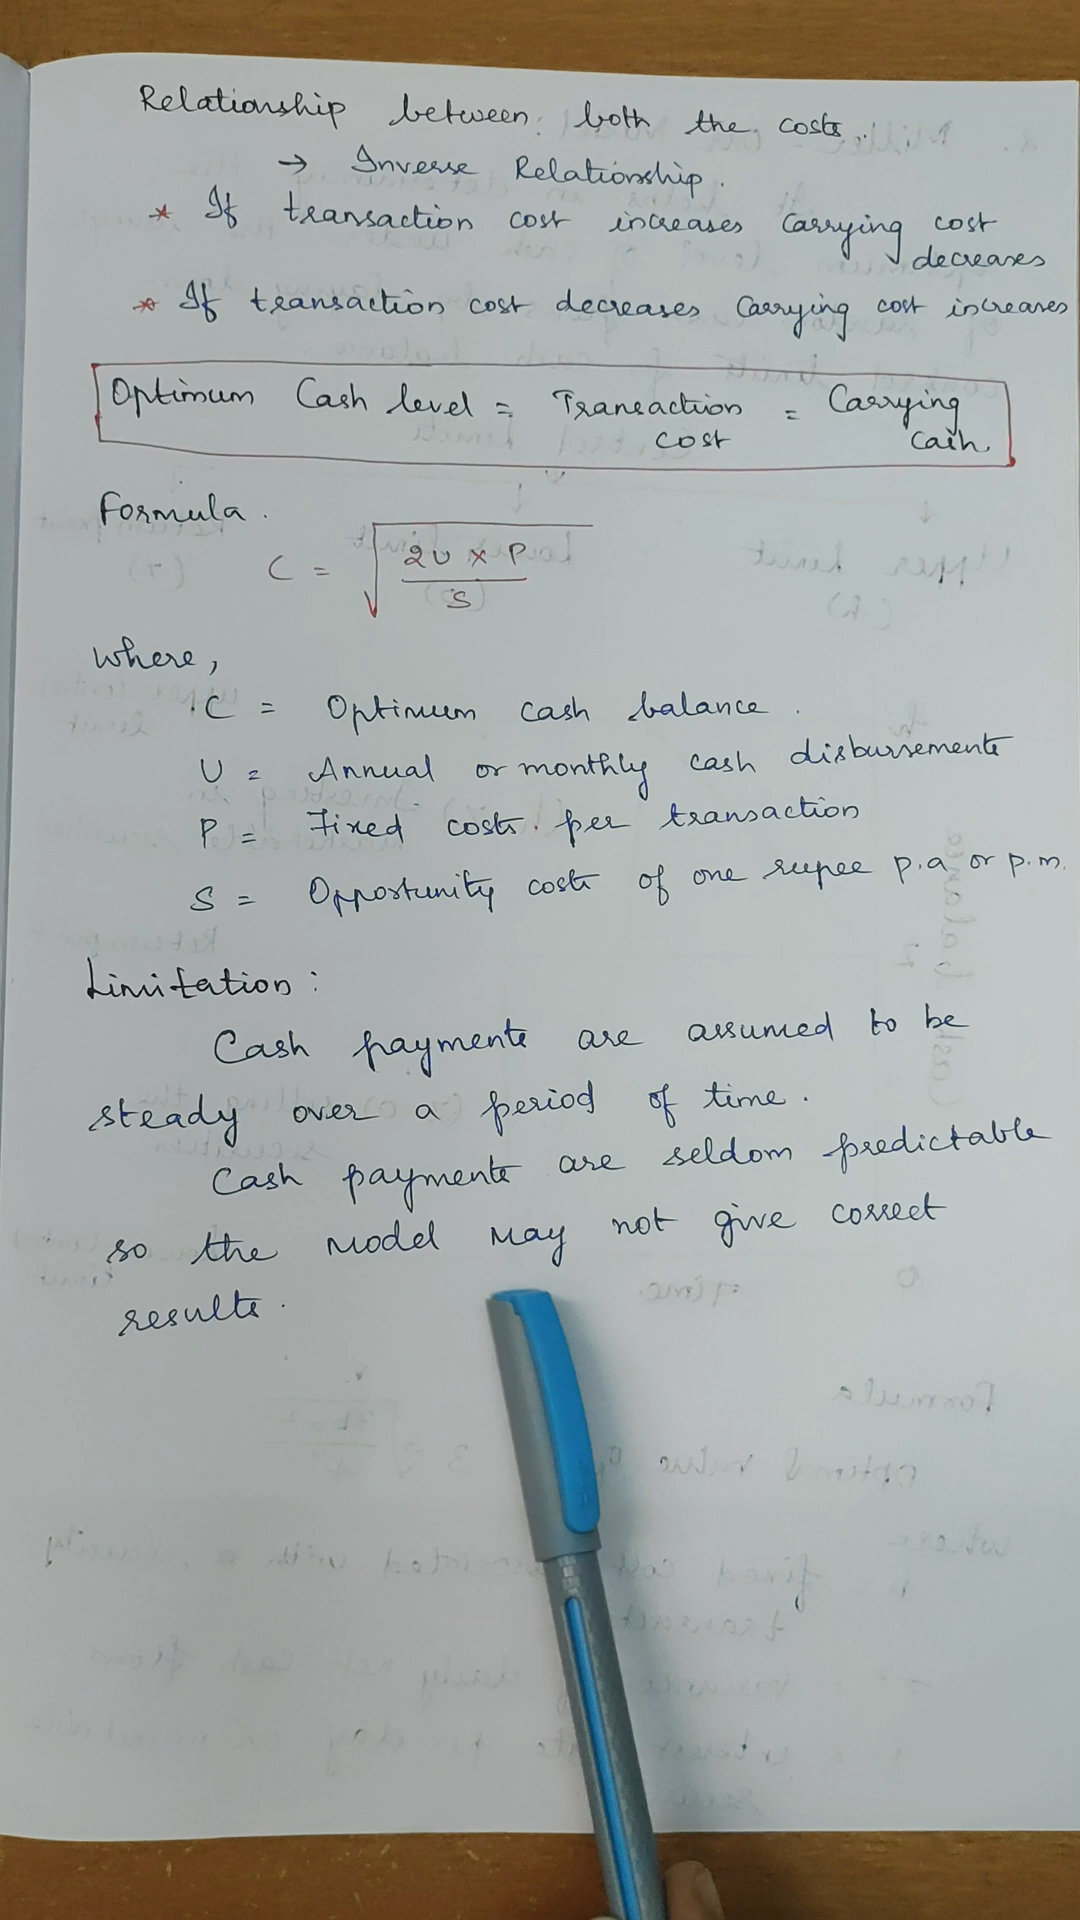 Relationship between both the costs.
→ Inverse Relationship.
* If transaction cost increases Carrying cost
decreases
* If transaction cost decreases Carrying cost increases
Optimum Cash level = Transaction = Carrying
cost cash
Formula.
C = √ 2U x P
S
where,
C = Optimum cash balance.
U = Annual or monthly cash disbursements
P = Fixed costs per transaction
S = Opportunity costs of one rupee p.a or p.m.
Limitation:
Cash payments are assumed to be
steady over a period of time.
Cash payments are seldom predictable
so the model may not give correct
results.